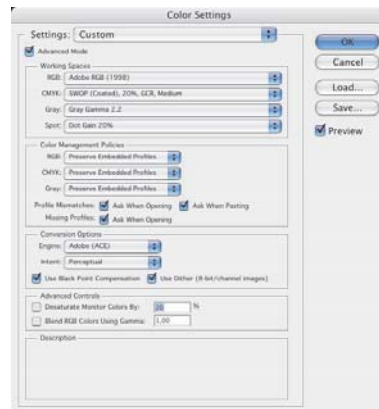 Color Settings
Settings: Custom
Advanced Mode
Working Spaces
RGB: Adobe RGB (1998)
CMYK: SWOP (Coated), 20%, GCR, Medium
Gray: Gray Gamma 2.2
Spot: Dot Gain 20%
Color Management Policies
RGB: Preserve Embedded Profiles
CMYK: Preserve Embedded Profiles
Gray: Preserve Embedded Profiles
Profile Mismatches: Ask When Opening Ask When Pasting
Missing Profiles: Ask When Opening
Conversion Options
Engine: Adobe (ACE)
Intent: Perceptual
Use Black Point Compensation Use Dither (8-bit/channel images)
Advanced Controls
Desaturate Monitor Colors By: 20 %
Blend RGB Colors Using Gamma: 1.00
Description
OK
Cancel
Load...
Save...
Preview